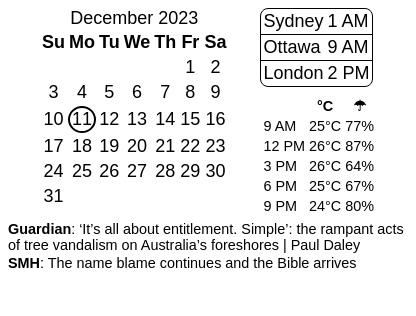 December 2023
Su Mo Tu We Th Fr Sa
1 2
3 4 5 6 7 8 9
10 11 12 13 14 15 16
17 18 19 20 21 22 23
24 25 26 27 28 29 30
31
Sydney 1 AM
Ottawa 9 AM
London 2 PM
°C ☂
9 AM 25°C 77%
12 PM 26°C 87%
3 PM 26°C 64%
6 PM 25°C 67%
9 PM 24°C 80%
Guardian: ‘It’s all about entitlement. Simple’: the rampant acts
of tree vandalism on Australia’s foreshores | Paul Daley
SMH: The name blame continues and the Bible arrives